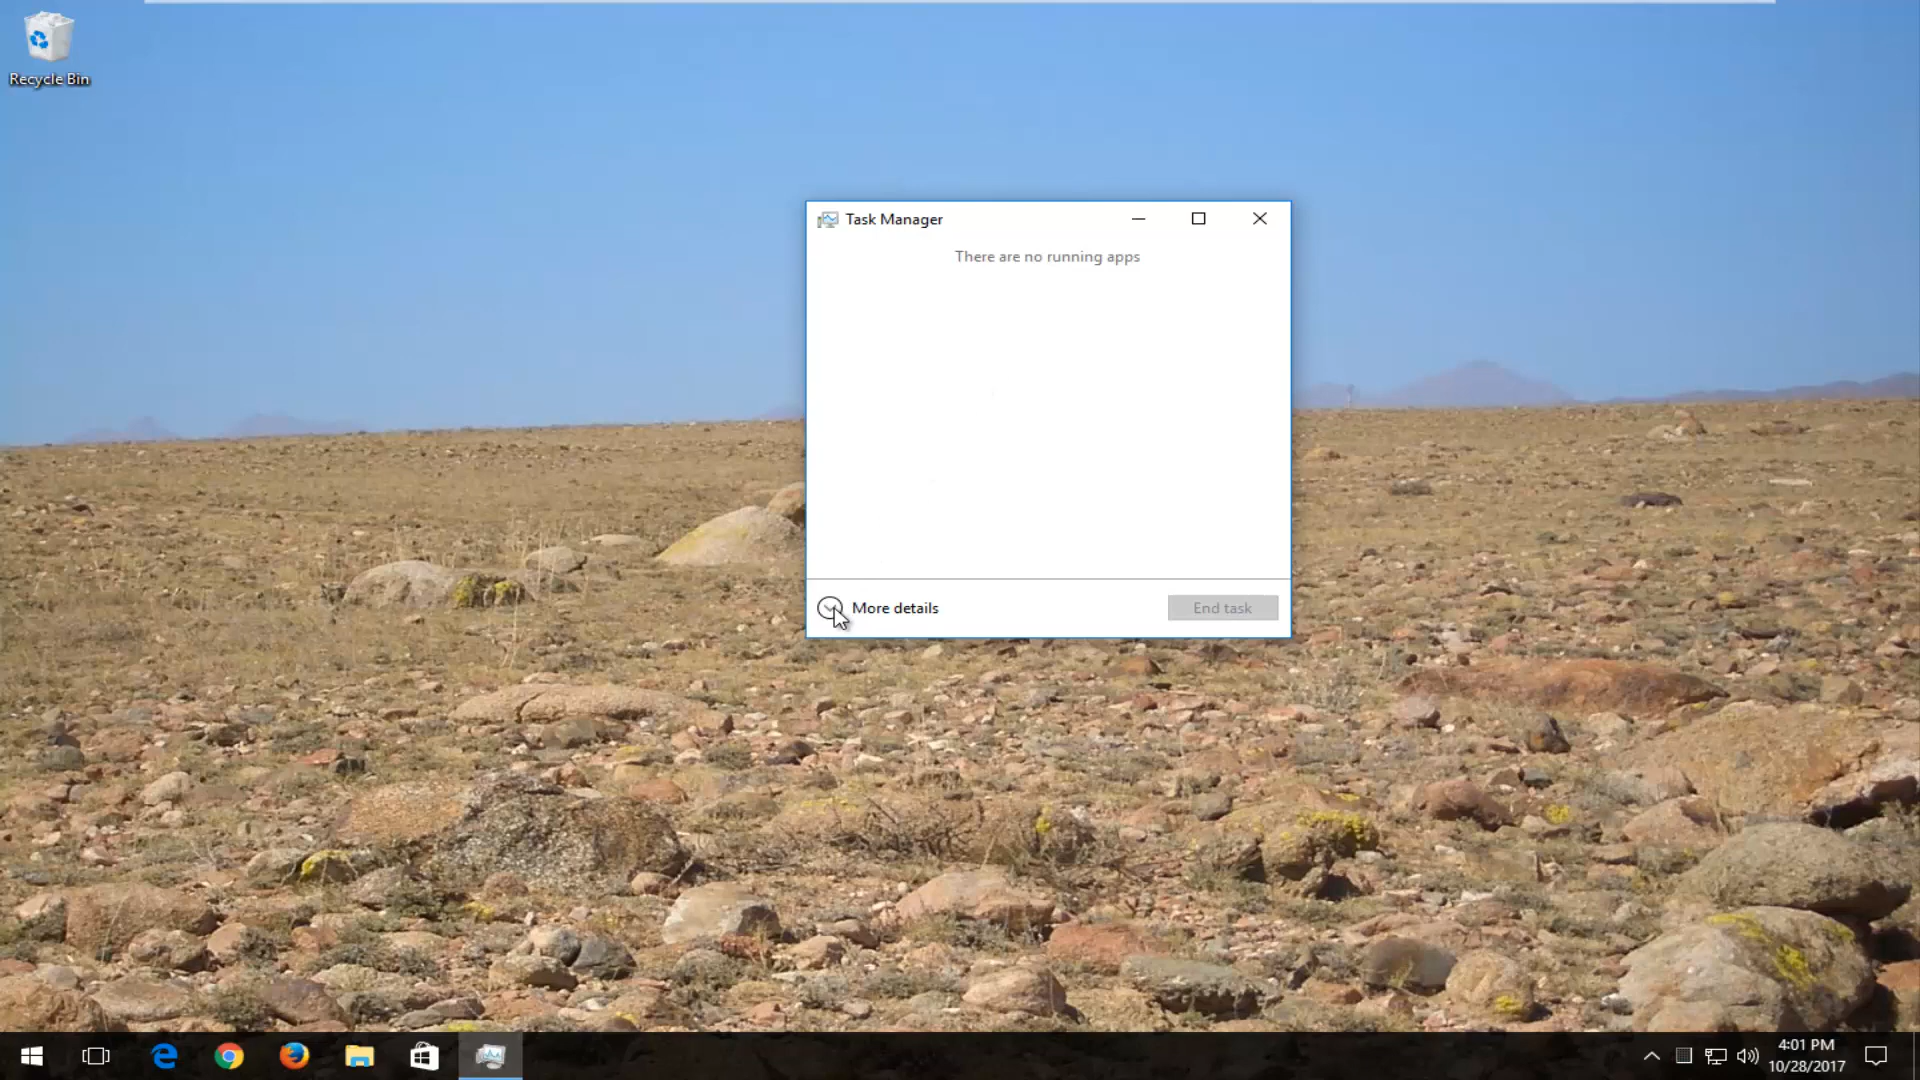 Recycle Bin
Task Manager
There are no running apps
More details
End task
4:01 PM
10/28/2017